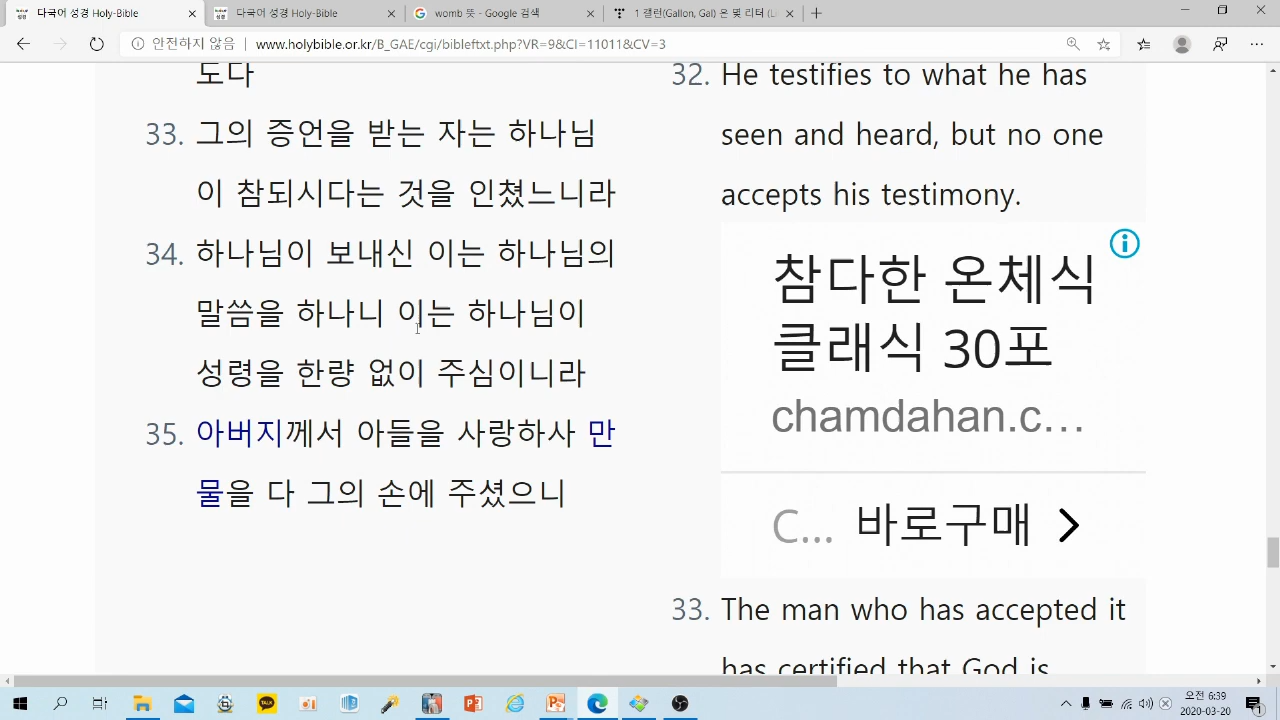 다국어 성경 Holy-Bible
다국어 성경 Holy-Bible
womb 뜻 - Google 검색
1 갤런(Gallon, Gal) 은 몇 리터 (Li
안전하지 않음
www.holybible.or.kr/B_GAE/cgi/bibleftxt.php?VR=9&CI=11011&CV=3
도다
33. 그의 증언을 받는 자는 하나님
이 참되시다는 것을 인쳤느니라
34. 하나님이 보내신 이는 하나님의
말씀을 하나니 이는 하나님이
성령을 한량 없이 주심이니라
35. 아버지께서 아들을 사랑하사 만
물을 다 그의 손에 주셨으니
32. He testifies to what he has
seen and heard, but no one
accepts his testimony.
참다한 온체식
클래식 30포
chamdahan.c…
C… 바로구매
33. The man who has accepted it
has certified that God is
오전 6:39
2020-03-20